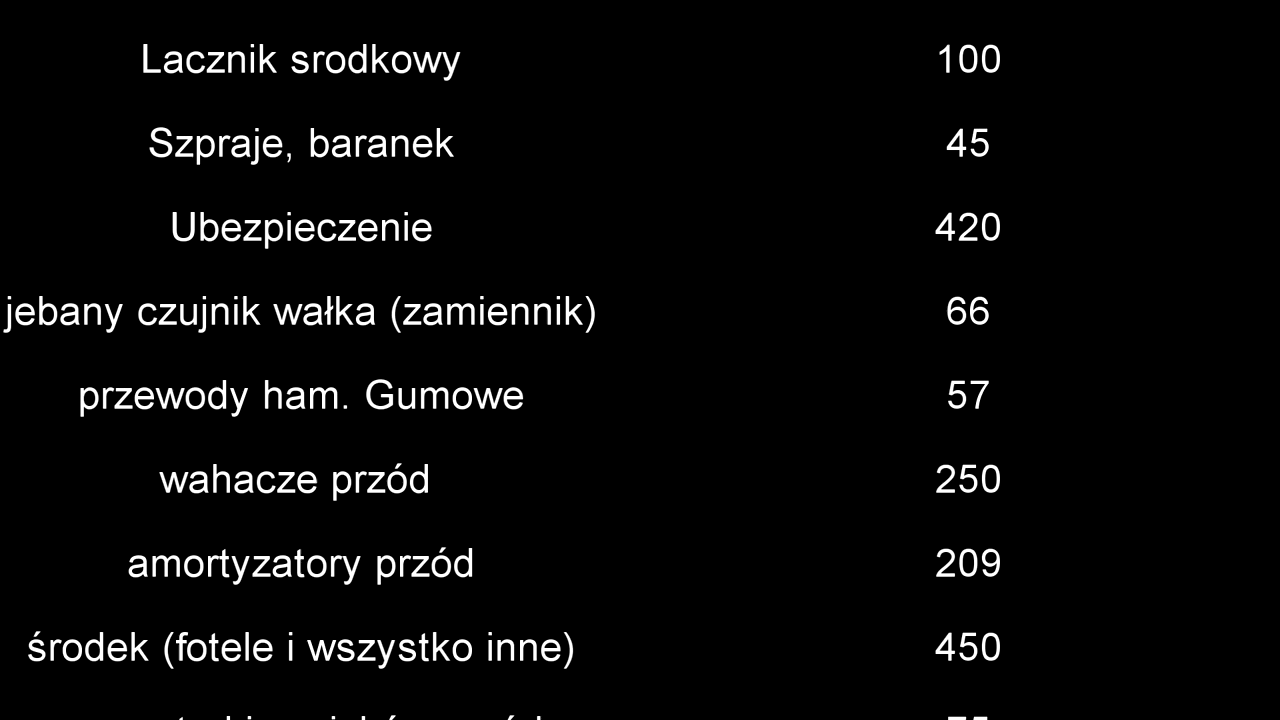 Lacznik srodkowy 100
Szpraje, baranek 45
Ubezpieczenie 420
jebany czujnik wałka (zamiennik) 66
przewody ham. Gumowe 57
wahacze przód 250
amortyzatory przód 209
środek (fotele i wszystko inne) 450